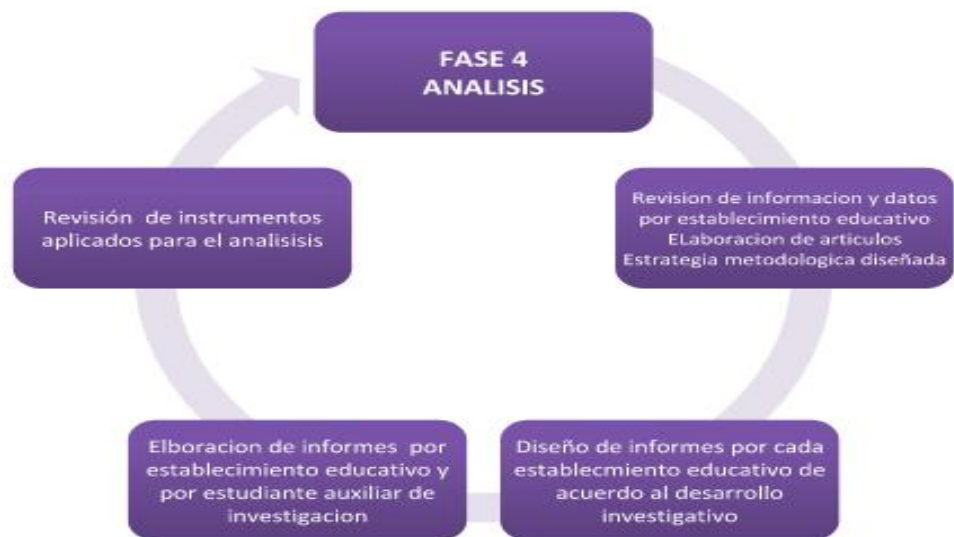 FASE 4
ANALISIS
Revision de informacion y datos
por establecimiento educativo
ELaboracion de articulos
Estrategia metodologica diseñada
Diseño de informes por cada
establecmiento educativo de
acuerdo al desarrollo
investigativo
Elboracion de informes por
establecimiento educativo y
por estudiante auxiliar de
investigacion
Revisión de instrumentos
aplicados para el analisisis